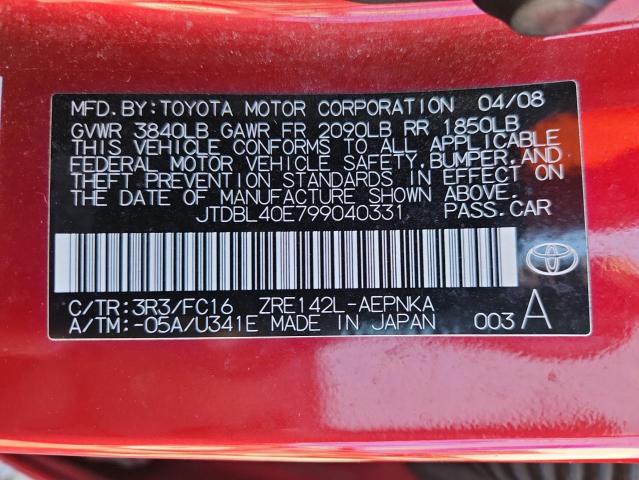 MFD. BY: TOYOTA MOTOR CORPORATION 04/08
GVWR 3840LB GAWR FR 2090LB RR 1850LB
THIS VEHICLE CONFORMS TO ALL APPLICABLE
FEDERAL MOTOR VEHICLE SAFETY, BUMPER, AND
THEFT PREVENTION STANDARDS IN EFFECT ON
THE DATE OF MANUFACTURE SHOWN ABOVE.
JTDBL40E799040331 PASS.CAR
C/TR: 3R3/FC16 ZRE142L-AEPNKA
A/TM: -05A/U341E MADE IN JAPAN 003 A